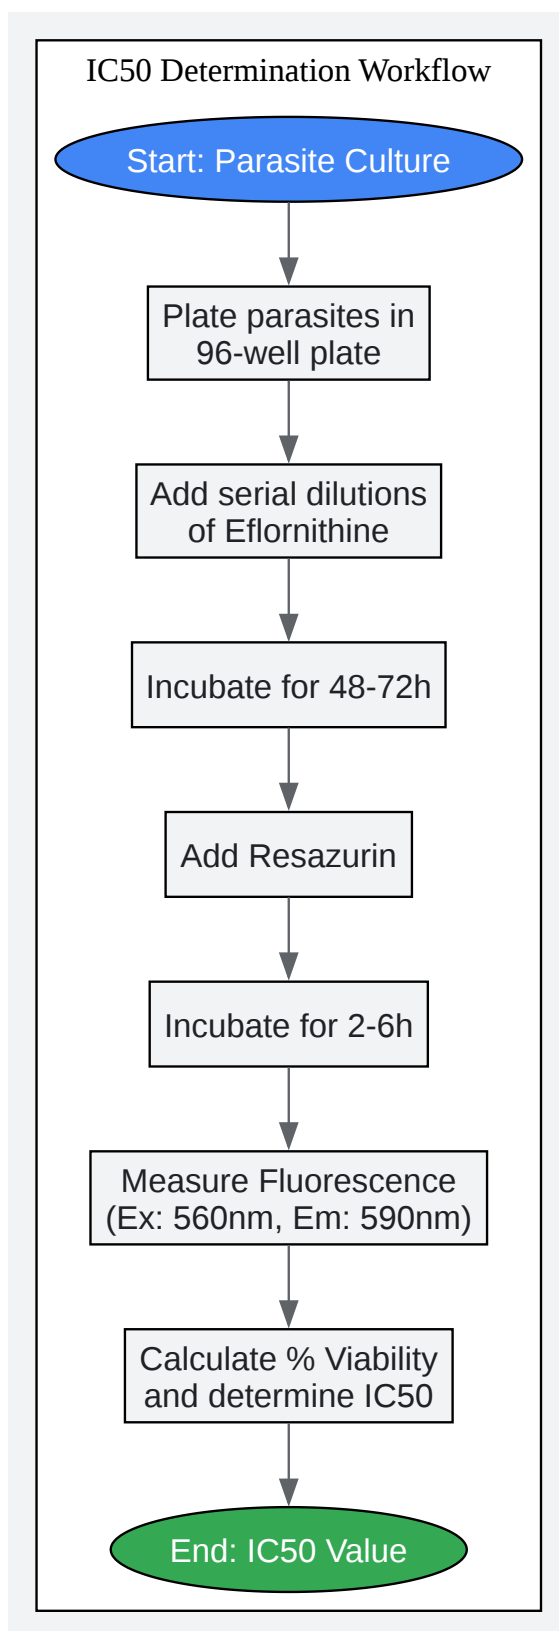 IC50 Determination Workflow
Start: Parasite Culture
Plate parasites in
96-well plate
Add serial dilutions
of Eflornithine
Incubate for 48-72h
Add Resazurin
Incubate for 2-6h
Measure Fluorescence
(Ex: 560nm, Em: 590nm)
Calculate % Viability
and determine IC50
End: IC50 Value